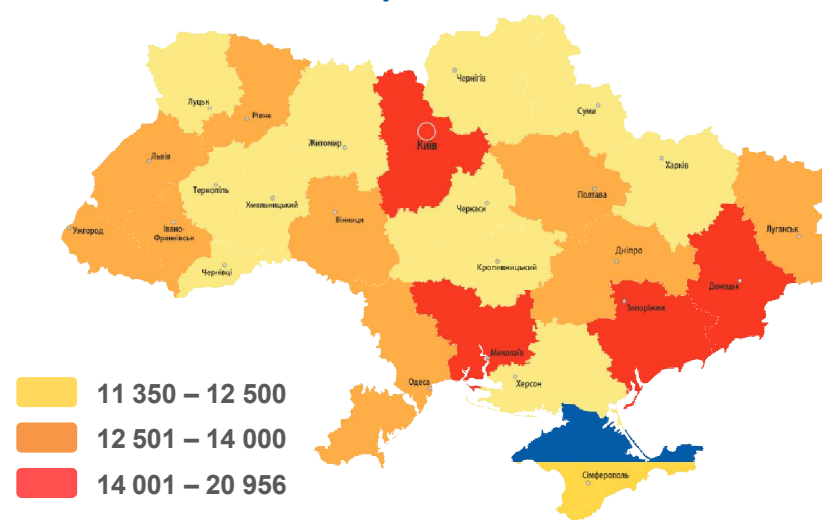 Чернігів
Луцьк
Рівне
Суми
Житомир
Київ
Львів
Харків
Тернопіль
Хмельницький
Полтава
Черкаси
Вінниця
Ужгород
Івано-
Франківськ
Луганськ
Дніпро
Чернівці
Кропивницький
Донецьк
Запоріжжя
Миколаїв
Одеса
Херсон
11 350 – 12 500
12 501 – 14 000
14 001 – 20 956
Сімферополь